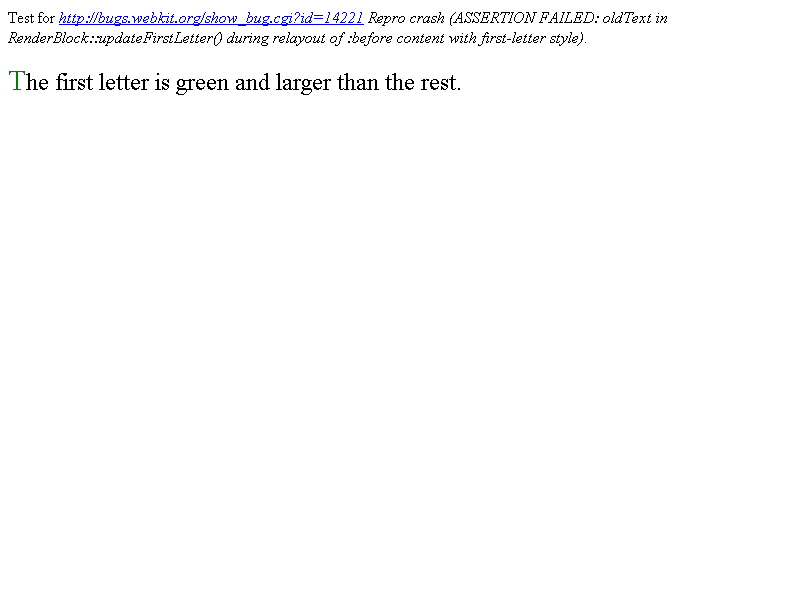 Test for http://bugs.webkit.org/show_bug.cgi?id=14221 Repro crash (ASSERTION FAILED: oldText in
RenderBlock::updateFirstLetter() during relayout of :before content with first-letter style).
The first letter is green and larger than the rest.